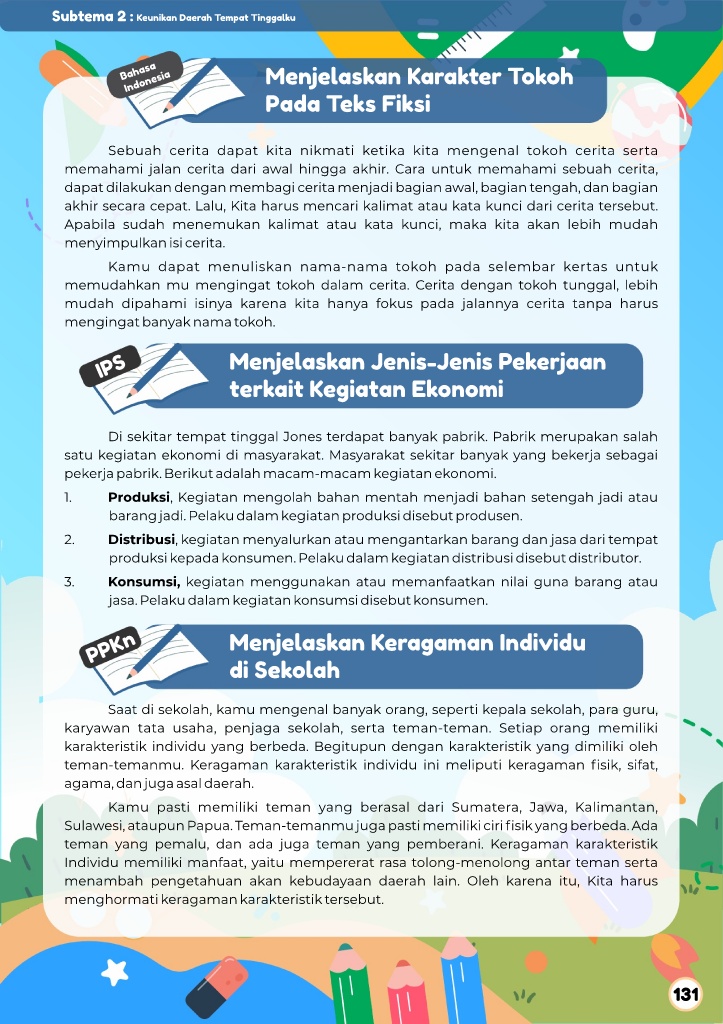 Subtema 2 : Keunikan Daerah Tempat Tinggalku
Bahasa
Indonesia
Menjelaskan Karakter Tokoh
Pada Teks Fiksi
Sebuah cerita dapat kita nikmati ketika kita mengenal tokoh cerita serta
memahami jalan cerita dari awal hingga akhir. Cara untuk memahami sebuah cerita,
dapat dilakukan dengan membagi cerita menjadi bagian awal, bagian tengah, dan bagian
akhir secara cepat. Lalu, Kita harus mencari kalimat atau kata kunci dari cerita tersebut.
Apabila sudah menemukan kalimat atau kata kunci, maka kita akan lebih mudah
menyimpulkan isi cerita.
Kamu dapat menuliskan nama-nama tokoh pada selembar kertas untuk
memudahkan mu mengingat tokoh dalam cerita. Cerita dengan tokoh tunggal, lebih
mudah dipahami isinya karena kita hanya fokus pada jalannya cerita tanpa harus
mengingat banyak nama tokoh.
IPS
Menjelaskan Jenis-Jenis Pekerjaan
terkait Kegiatan Ekonomi
Di sekitar tempat tinggal Jones terdapat banyak pabrik. Pabrik merupakan salah
satu kegiatan ekonomi di masyarakat. Masyarakat sekitar banyak yang bekerja sebagai
pekerja pabrik. Berikut adalah macam-macam kegiatan ekonomi.
1. Produksi, Kegiatan mengolah bahan mentah menjadi bahan setengah jadi atau
barang jadi. Pelaku dalam kegiatan produksi disebut produsen.
2. Distribusi, kegiatan menyalurkan atau mengantarkan barang dan jasa dari tempat
produksi kepada konsumen. Pelaku dalam kegiatan distribusi disebut distributor.
3. Konsumsi, kegiatan menggunakan atau memanfaatkan nilai guna barang atau
jasa. Pelaku dalam kegiatan konsumsi disebut konsumen.
PPKn
Menjelaskan Keragaman Individu
di Sekolah
Saat di sekolah, kamu mengenal banyak orang, seperti kepala sekolah, para guru,
karyawan tata usaha, penjaga sekolah, serta teman-teman. Setiap orang memiliki
karakteristik individu yang berbeda. Begitupun dengan karakteristik yang dimiliki oleh
teman-temanmu. Keragaman karakteristik individu ini meliputi keragaman fisik, sifat,
agama, dan juga asal daerah.
Kamu pasti memiliki teman yang berasal dari Sumatera, Jawa, Kalimantan,
Sulawesi, ataupun Papua. Teman-temanmu juga pasti memiliki ciri fisik yang berbeda. Ada
teman yang pemalu, dan ada juga teman yang pemberani. Keragaman karakteristik
Individu memiliki manfaat, yaitu mempererat rasa tolong-menolong antar teman serta
menambah pengetahuan akan kebudayaan daerah lain. Oleh karena itu, Kita harus
menghormati keragaman karakteristik tersebut.
131